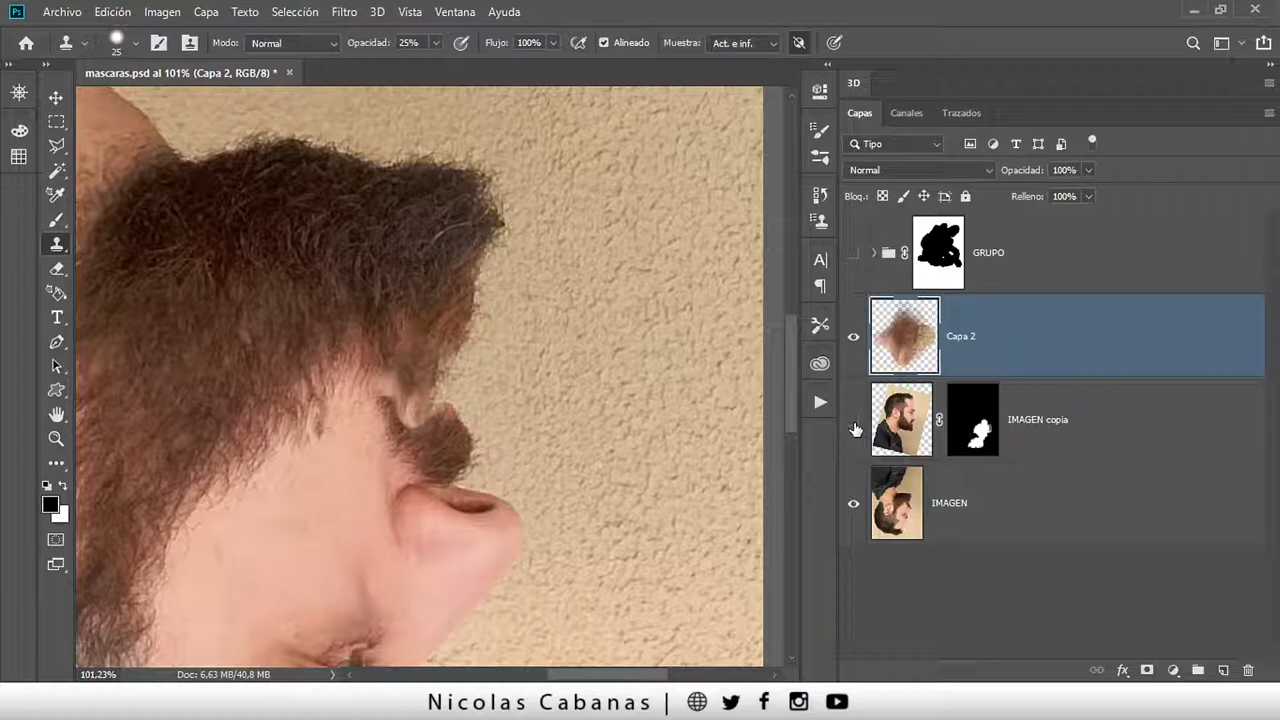 Ps Archivo Edición Imagen Capa Texto Selección Filtro 3D Vista Ventana Ayuda
25 Modo: Normal Opacidad: 25% Flujo: 100% Alineado Muestra: Act. e inf.
mascaras.psd al 101% (Capa 2, RGB/8) *
3D
Capas Canales Trazados
Tipo
Normal Opacidad: 100%
Bloq.: Relleno: 100%
GRUPO
Capa 2
IMAGEN copia
IMAGEN
101,23% Doc: 6,63 MB/40,8 MB
Nicolas Cabanas |